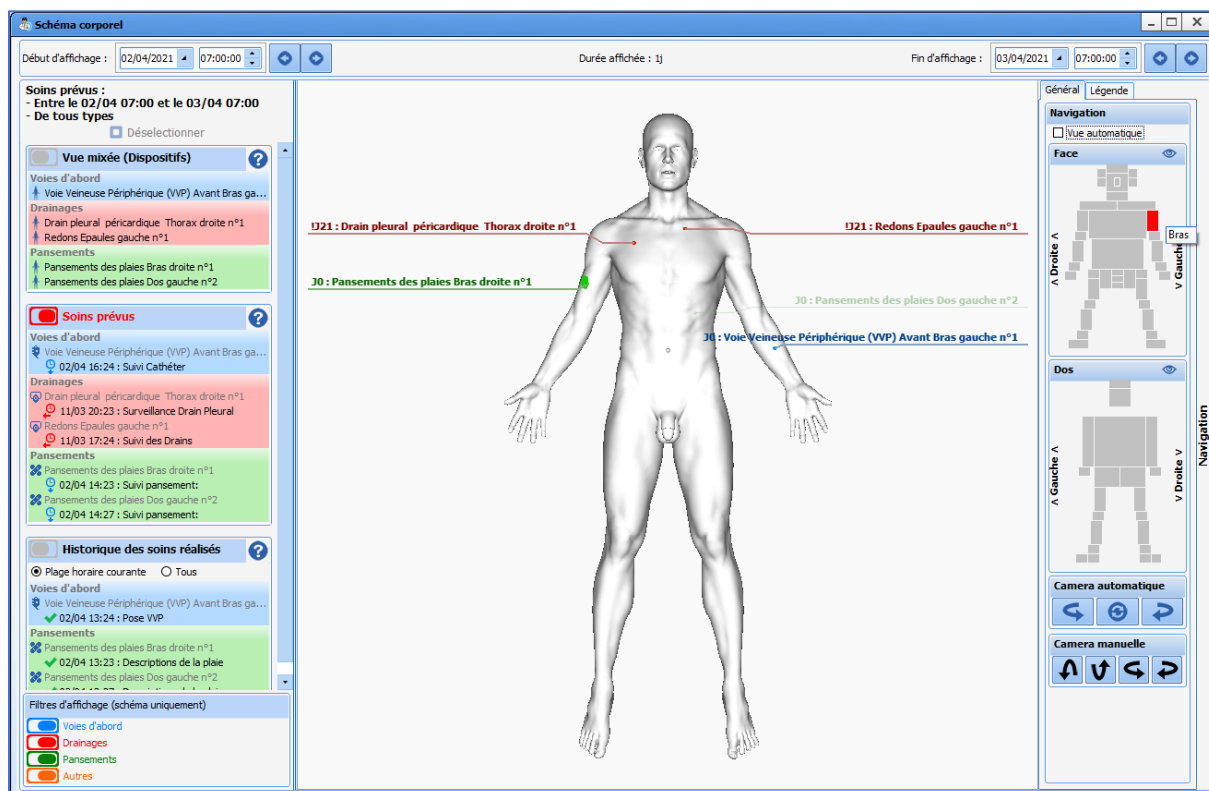 Schéma corporel
Début d'affichage : 02/04/2021 07:00:00 Durée affichée : 1j Fin d'affichage : 03/04/2021 07:00:00
Soins prévus :
- Entre le 02/04 07:00 et le 03/04 07:00
- De tous types
Déselectionner
Vue mixée (Dispositifs) ?
Voies d'abord
Voie Veineuse Périphérique (VVP) Avant Bras ga...
Drainages
Drain pleural péricardique Thorax droite n°1
Redons Epaules gauche n°1
Pansements
Pansements des plaies Bras droite n°1
Pansements des plaies Dos gauche n°2
Soins prévus ?
Voies d'abord
Voie Veineuse Périphérique (VVP) Avant Bras ga...
02/04 16:24 : Suivi Cathéter
Drainages
Drain pleural péricardique Thorax droite n°1
11/03 20:23 : Surveillance Drain Pleural
Redons Epaules gauche n°1
11/03 17:24 : Suivi des Drains
Pansements
Pansements des plaies Bras droite n°1
02/04 14:23 : Suivi pansement:
Pansements des plaies Dos gauche n°2
02/04 14:27 : Suivi pansement:
Historique des soins réalisés ?
Plage horaire courante Tous
Voies d'abord
Voie Veineuse Périphérique (VVP) Avant Bras ga...
02/04 13:24 : Pose VVP
Pansements
Pansements des plaies Bras droite n°1
02/04 13:23 : Descriptions de la plaie
Pansements des plaies Dos gauche n°2
Filtres d'affichage (schéma uniquement)
Voies d'abord
Drainages
Pansements
Autres
!J21 : Drain pleural péricardique Thorax droite n°1
!J21 : Redons Epaules gauche n°1
J0 : Pansements des plaies Bras droite n°1
J0 : Pansements des plaies Dos gauche n°2
J0 : Voie Veineuse Périphérique (VVP) Avant Bras gauche n°1
Général Légende
Navigation
Vue automatique
Face
Bras
< Droite <
> Gauche >
Dos
< Gauche <
> Droite >
Camera automatique
Camera manuelle
Navigation